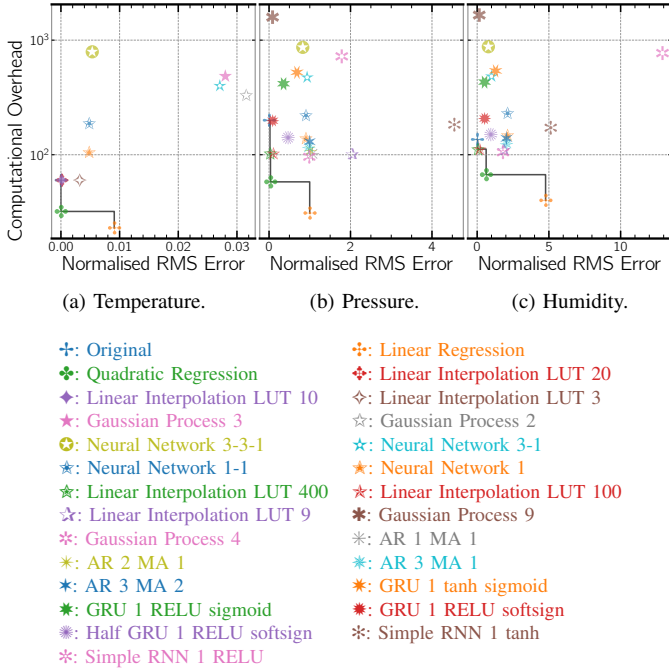 Computational Overhead
10³
10²
0.00 0.01 0.02 0.03
0 2 4
0 5 10
Normalised RMS Error Normalised RMS Error Normalised RMS Error
(a) Temperature. (b) Pressure. (c) Humidity.
: Original : Linear Regression
: Quadratic Regression : Linear Interpolation LUT 20
: Linear Interpolation LUT 10 : Linear Interpolation LUT 3
: Gaussian Process 3 : Gaussian Process 2
: Neural Network 3-3-1 : Neural Network 3-1
: Neural Network 1-1 : Neural Network 1
: Linear Interpolation LUT 400 : Linear Interpolation LUT 100
: Linear Interpolation LUT 9 : Gaussian Process 9
: Gaussian Process 4 : AR 1 MA 1
: AR 2 MA 1 : AR 3 MA 1
: AR 3 MA 2 : GRU 1 tanh sigmoid
: GRU 1 RELU sigmoid : GRU 1 RELU softsign
: Half GRU 1 RELU softsign : Simple RNN 1 tanh
: Simple RNN 1 RELU